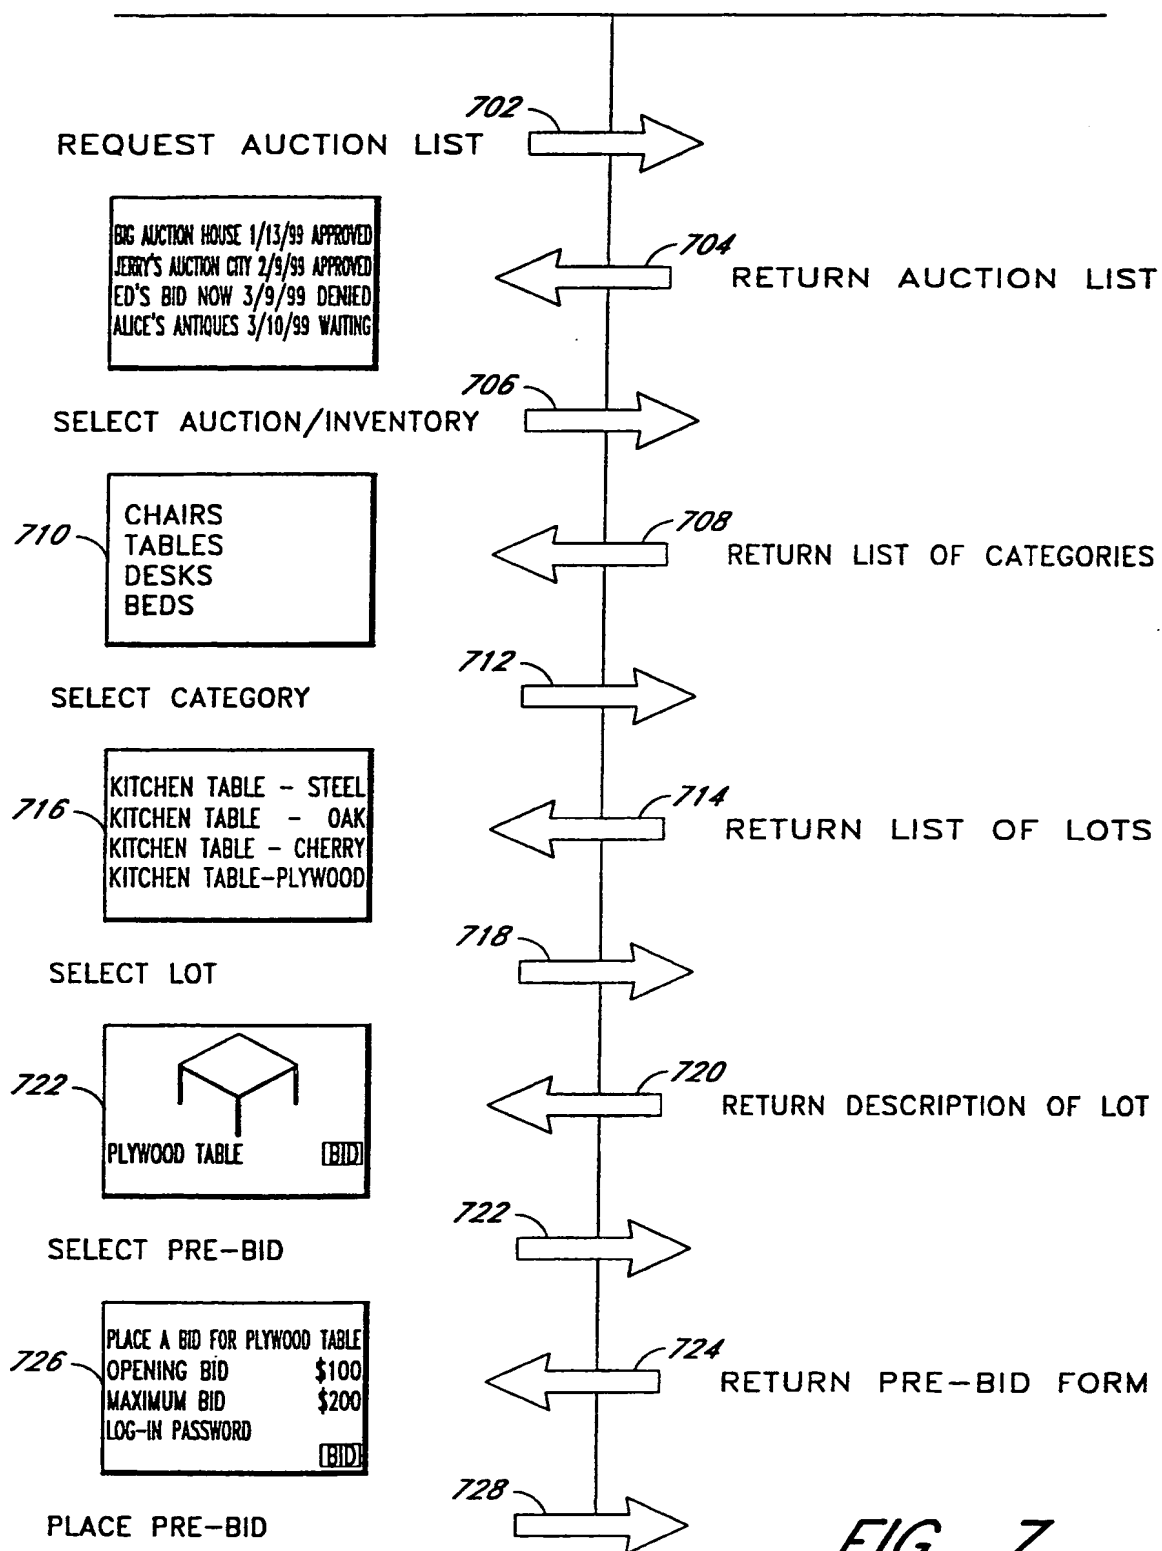 702
REQUEST AUCTION LIST
BIG AUCTION HOUSE 1/13/99 APPROVED
JERRY'S AUCTION CITY 2/9/99 APPROVED
ED'S BID NOW 3/9/99 DENIED
ALICE'S ANTIQUES 3/10/99 WAITING
704
RETURN AUCTION LIST
706
SELECT AUCTION/INVENTORY
710
CHAIRS
TABLES
DESKS
BEDS
708
RETURN LIST OF CATEGORIES
712
SELECT CATEGORY
716
KITCHEN TABLE - STEEL
KITCHEN TABLE - OAK
KITCHEN TABLE - CHERRY
KITCHEN TABLE-PLYWOOD
714
RETURN LIST OF LOTS
718
SELECT LOT
722
PLYWOOD TABLE BID
720
RETURN DESCRIPTION OF LOT
722
SELECT PRE-BID
726
PLACE A BID FOR PLYWOOD TABLE
OPENING BID $100
MAXIMUM BID $200
LOG-IN PASSWORD
BID
724
RETURN PRE-BID FORM
728
PLACE PRE-BID
FIG. 7